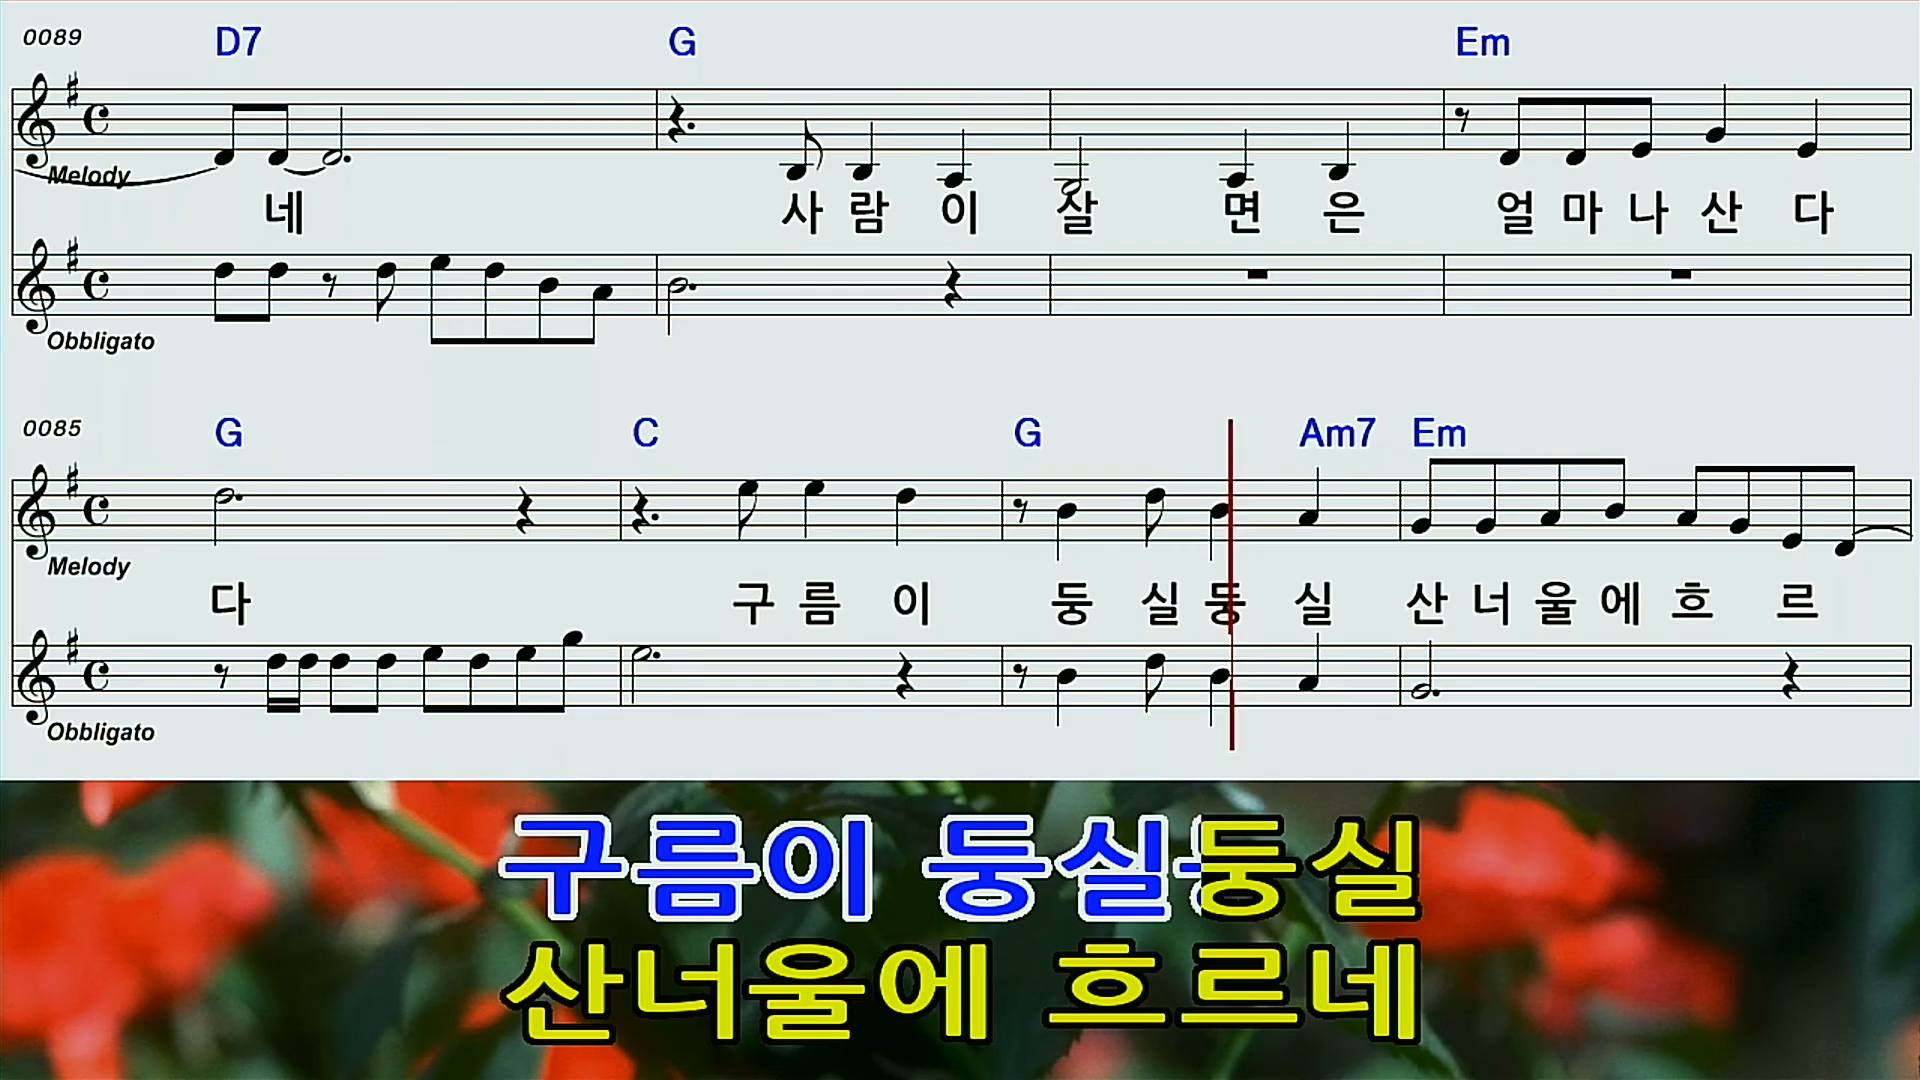 0089 D7 G Em
Melody
네 사 람 이 살 면 은 얼 마 나 산 다
Obbligato
0085 G C G Am7 Em
Melody
다 구 름 이 둥 실 둥 실 산 너 울 에 흐 르
Obbligato
구름이 둥실둥실
산너울에 흐르네